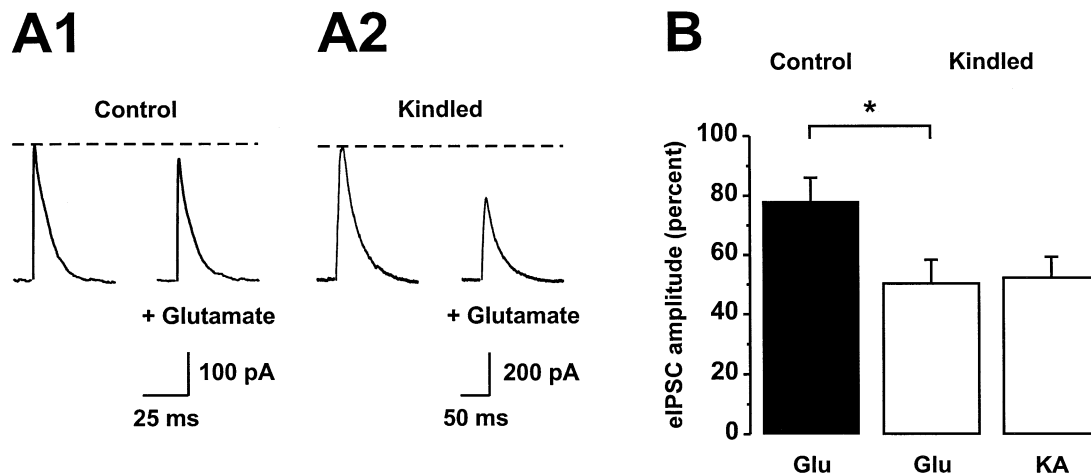 A1
Control
+ Glutamate
100 pA
25 ms
A2
Kindled
+ Glutamate
200 pA
50 ms
B
Control Kindled
*
eIPSC amplitude (percent)
100
80
60
40
20
0
Glu Glu KA